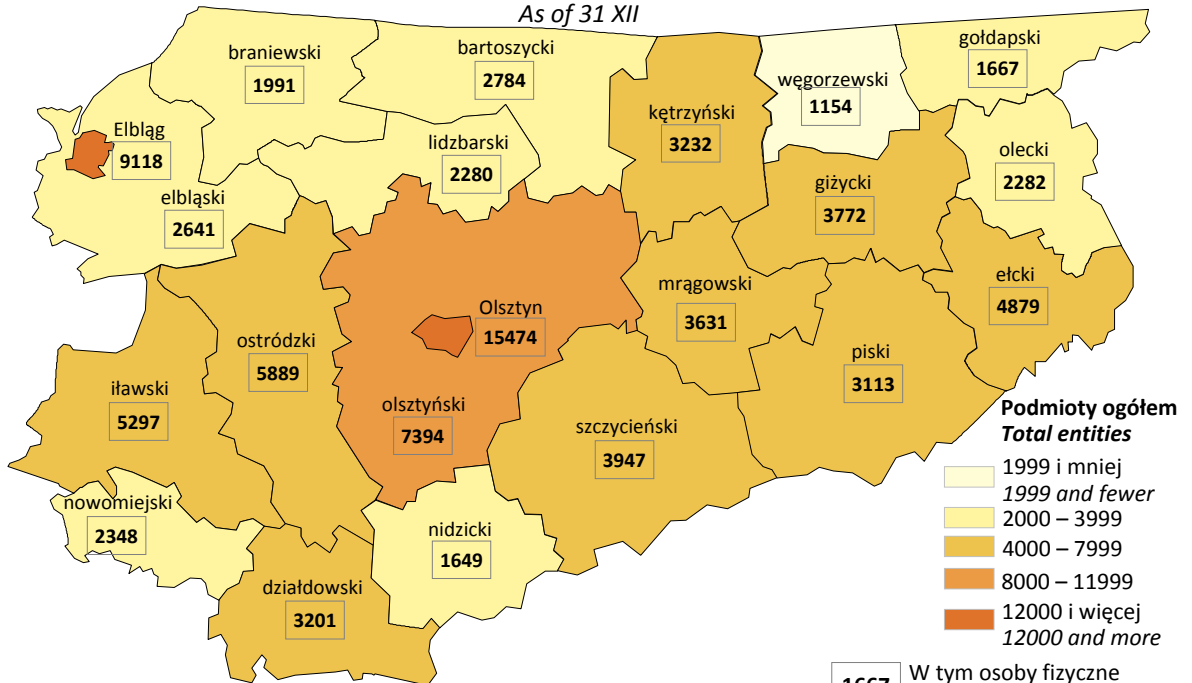 As of 31 XII
braniewski
1991
bartoszycki
2784
gołdapski
1667
węgorzewski
1154
kętrzyński
3232
Elbląg
9118
lidzbarski
2280
olecki
2282
elbląski
2641
giżycki
3772
ełcki
4879
mrągowski
3631
Olsztyn
15474
ostródzki
5889
piski
3113
iławski
5297
olsztyński
7394
szczycieński
3947
nowomiejski
2348
nidzicki
1649
działdowski
3201
Podmioty ogółem
Total entities
1999 i mniej
1999 and fewer
2000 – 3999
4000 – 7999
8000 – 11999
12000 i więcej
12000 and more
1667 W tym osoby fizyczne